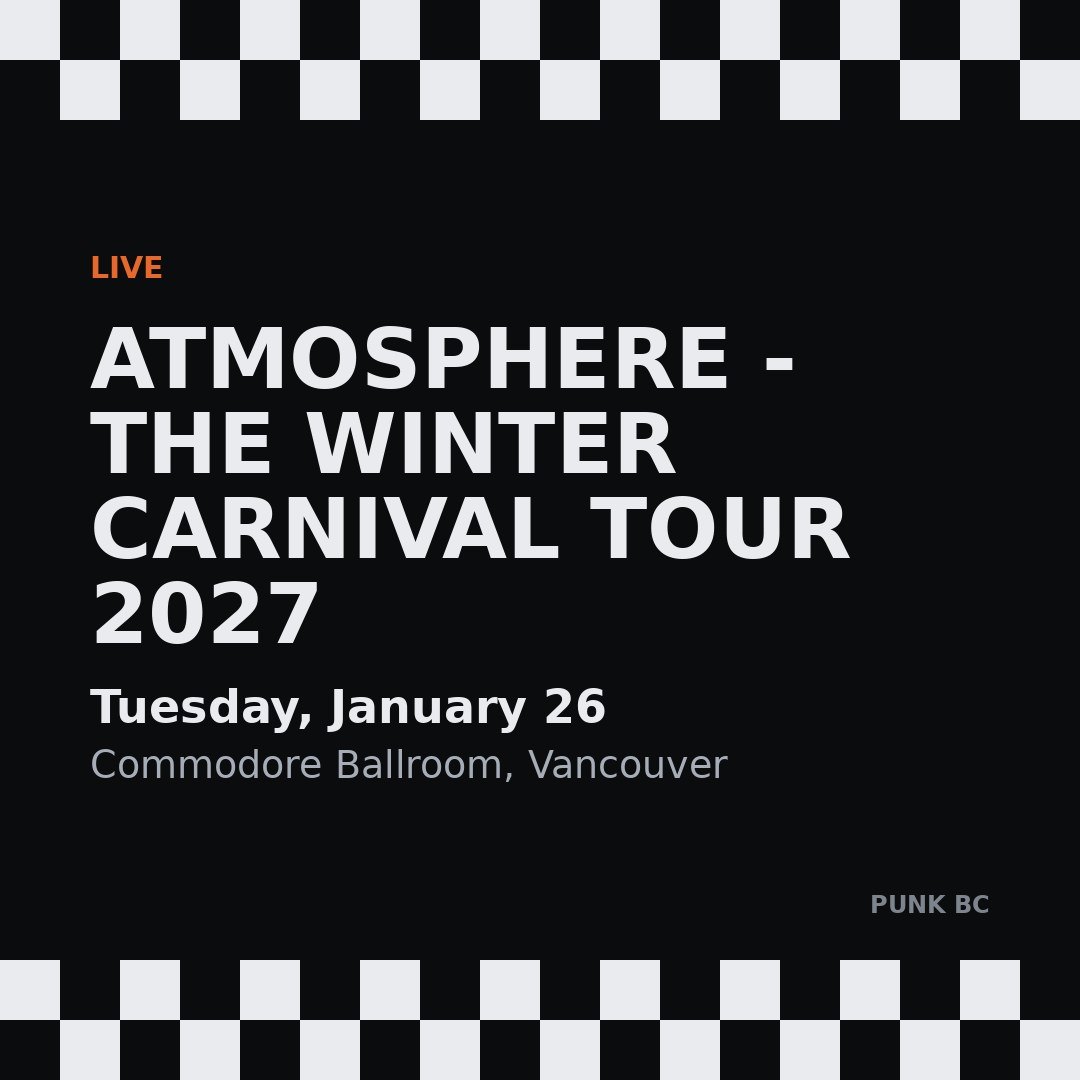 LIVE
ATMOSPHERE -
THE WINTER
CARNIVAL TOUR
2027
Tuesday, January 26
Commodore Ballroom, Vancouver
PUNK BC